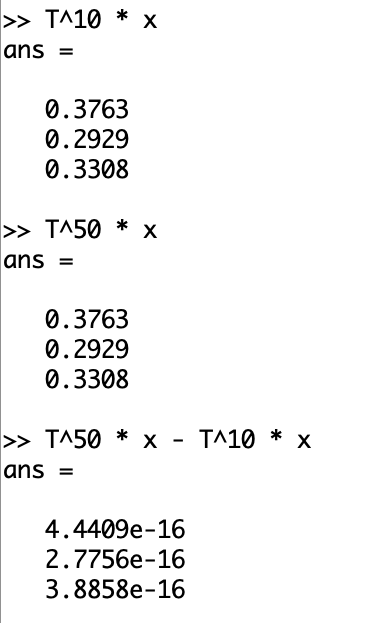 >> T^10 * x
ans =
0.3763
0.2929
0.3308
>> T^50 * x
ans =
0.3763
0.2929
0.3308
>> T^50 * x - T^10 * x
ans =
4.4409e-16
2.7756e-16
3.8858e-16